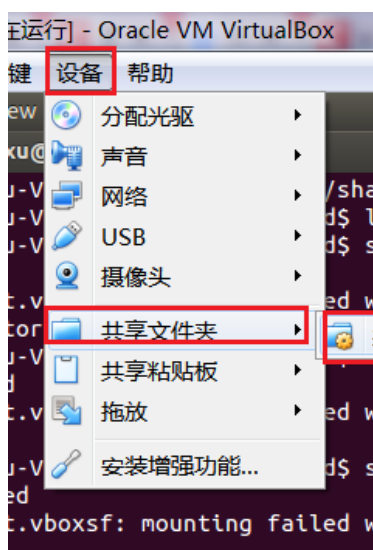 在运行] - Oracle VM VirtualBox
键 设备 帮助
ew
分配光驱
xu@
声音
u-V
/sha
网络
u-V
d$ l
USB
u-V
d$ s
摄像头
t.v
ed w
tor
共享文件夹
u-V
d
共享粘贴板
t.v
拖放
ed w
u-V
安装增强功能...
d$ s
ed
t.vboxsf: mounting failed w